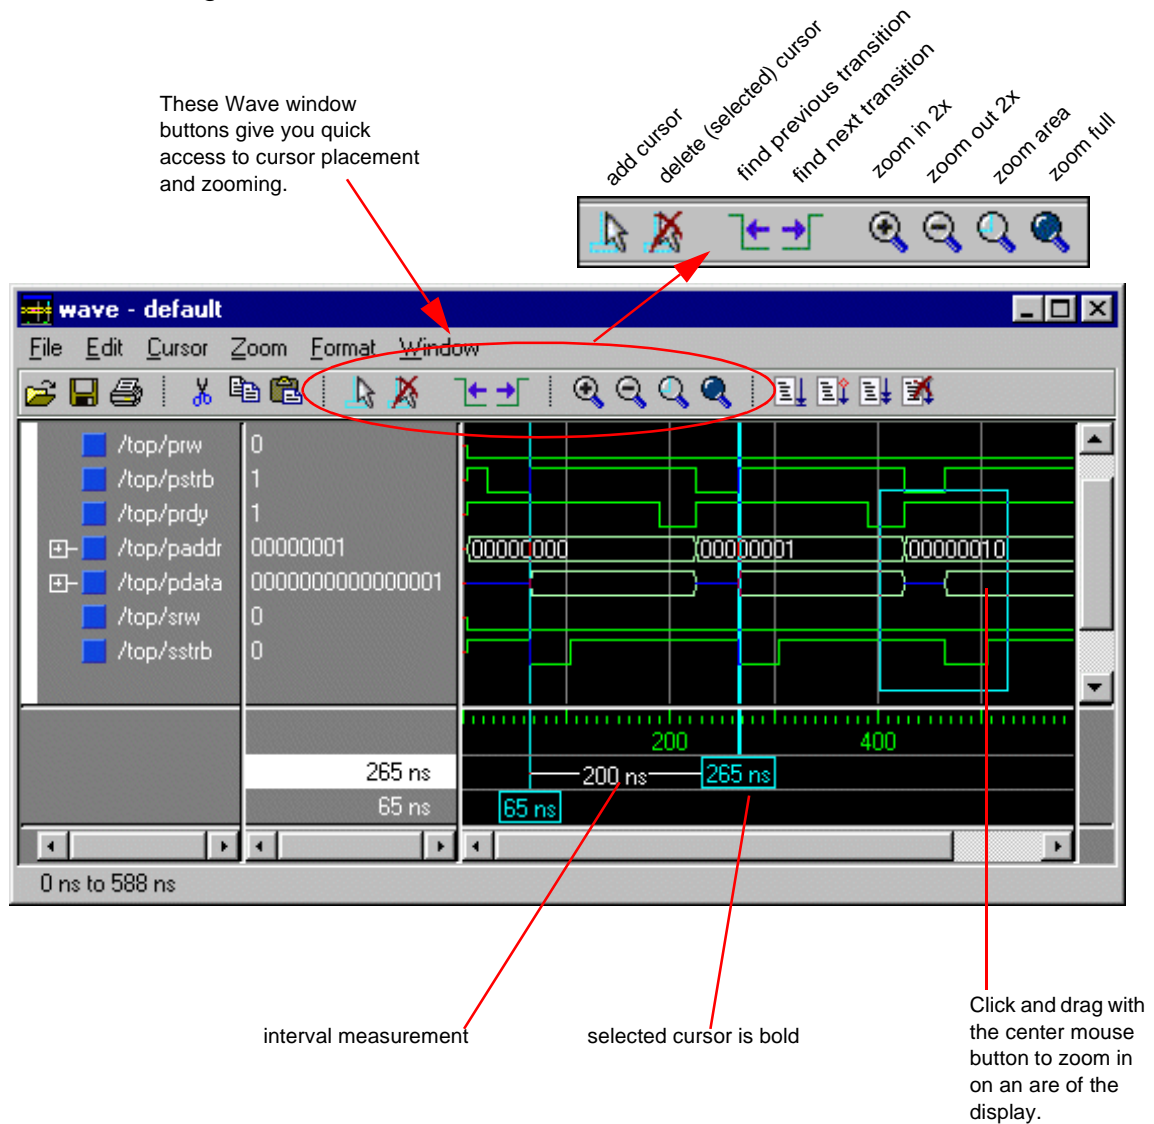 add cursor
delete (selected) cursor
find previous transition
find next transition
zoom in 2x
zoom out 2x
zoom area
zoom full
These Wave window
buttons give you quick
access to cursor placement
and zooming.
wave - default
File Edit Cursor Zoom Format Window
/top/prw 0
/top/pstrb 1
/top/prdy 1
/top/paddr 00000001 00000000 00000001 00000010
/top/pdata 0000000000000001
/top/srw 0
/top/sstrb 0
200 400
265 ns 200 ns 265 ns
65 ns 65 ns
0 ns to 588 ns
interval measurement
selected cursor is bold
Click and drag with
the center mouse
button to zoom in
on an are of the
display.